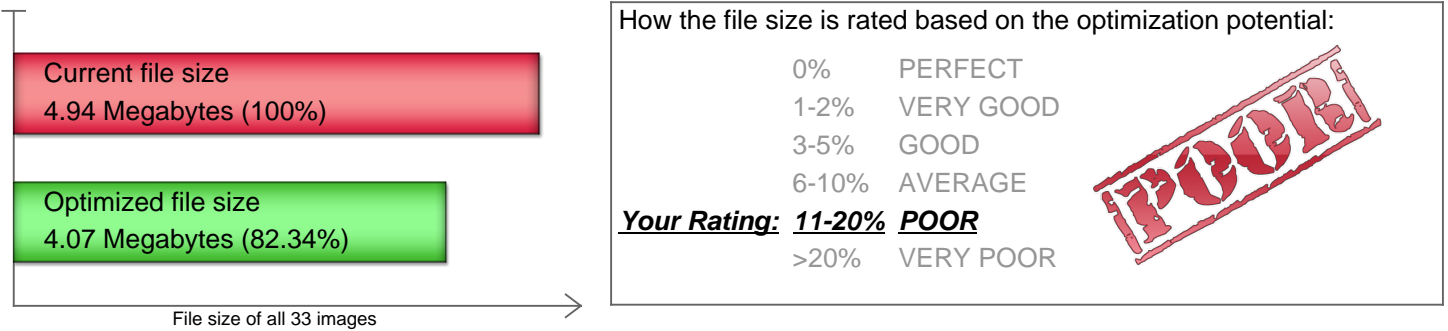 Current file size
4.94 Megabytes (100%)
Optimized file size
4.07 Megabytes (82.34%)
File size of all 33 images
How the file size is rated based on the optimization potential:
0% PERFECT
1-2% VERY GOOD
3-5% GOOD
6-10% AVERAGE
Your Rating: 11-20% POOR
>20% VERY POOR
POOR